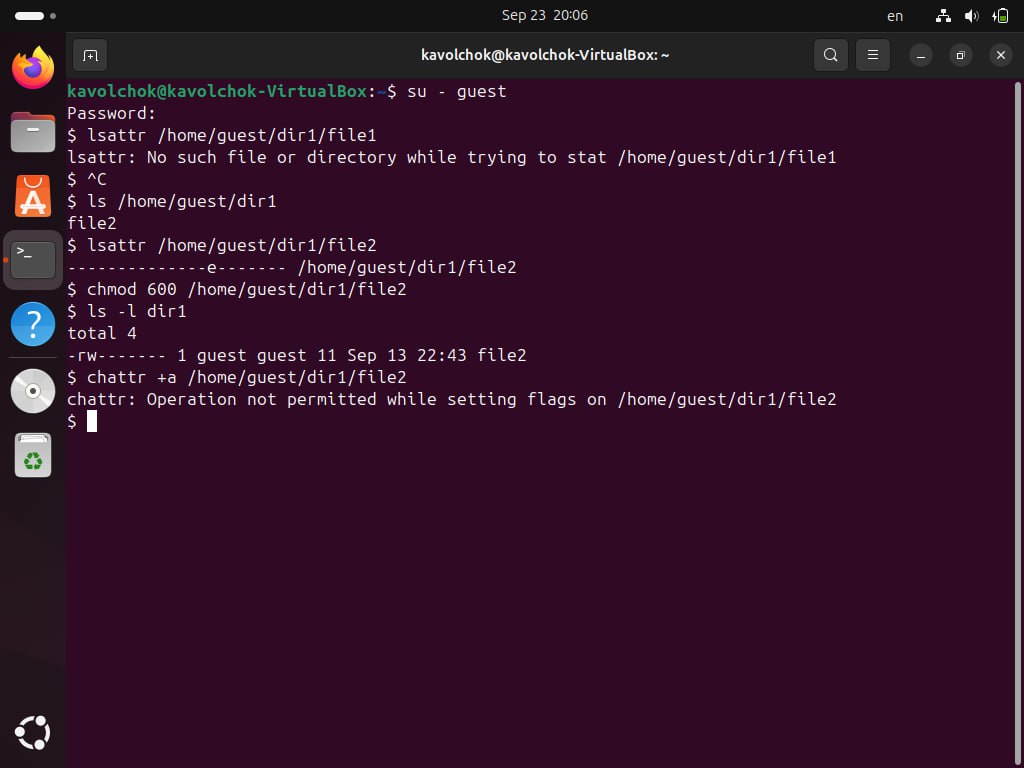 Sep 23 20:06
en
kavolchok@kavolchok-VirtualBox: ~
kavolchok@kavolchok-VirtualBox:~$ su - guest
Password:
$ lsattr /home/guest/dir1/file1
lsattr: No such file or directory while trying to stat /home/guest/dir1/file1
$ ^C
$ ls /home/guest/dir1
file2
$ lsattr /home/guest/dir1/file2
--------------e------- /home/guest/dir1/file2
$ chmod 600 /home/guest/dir1/file2
$ ls -l dir1
total 4
-rw------- 1 guest guest 11 Sep 13 22:43 file2
$ chattr +a /home/guest/dir1/file2
chattr: Operation not permitted while setting flags on /home/guest/dir1/file2
$